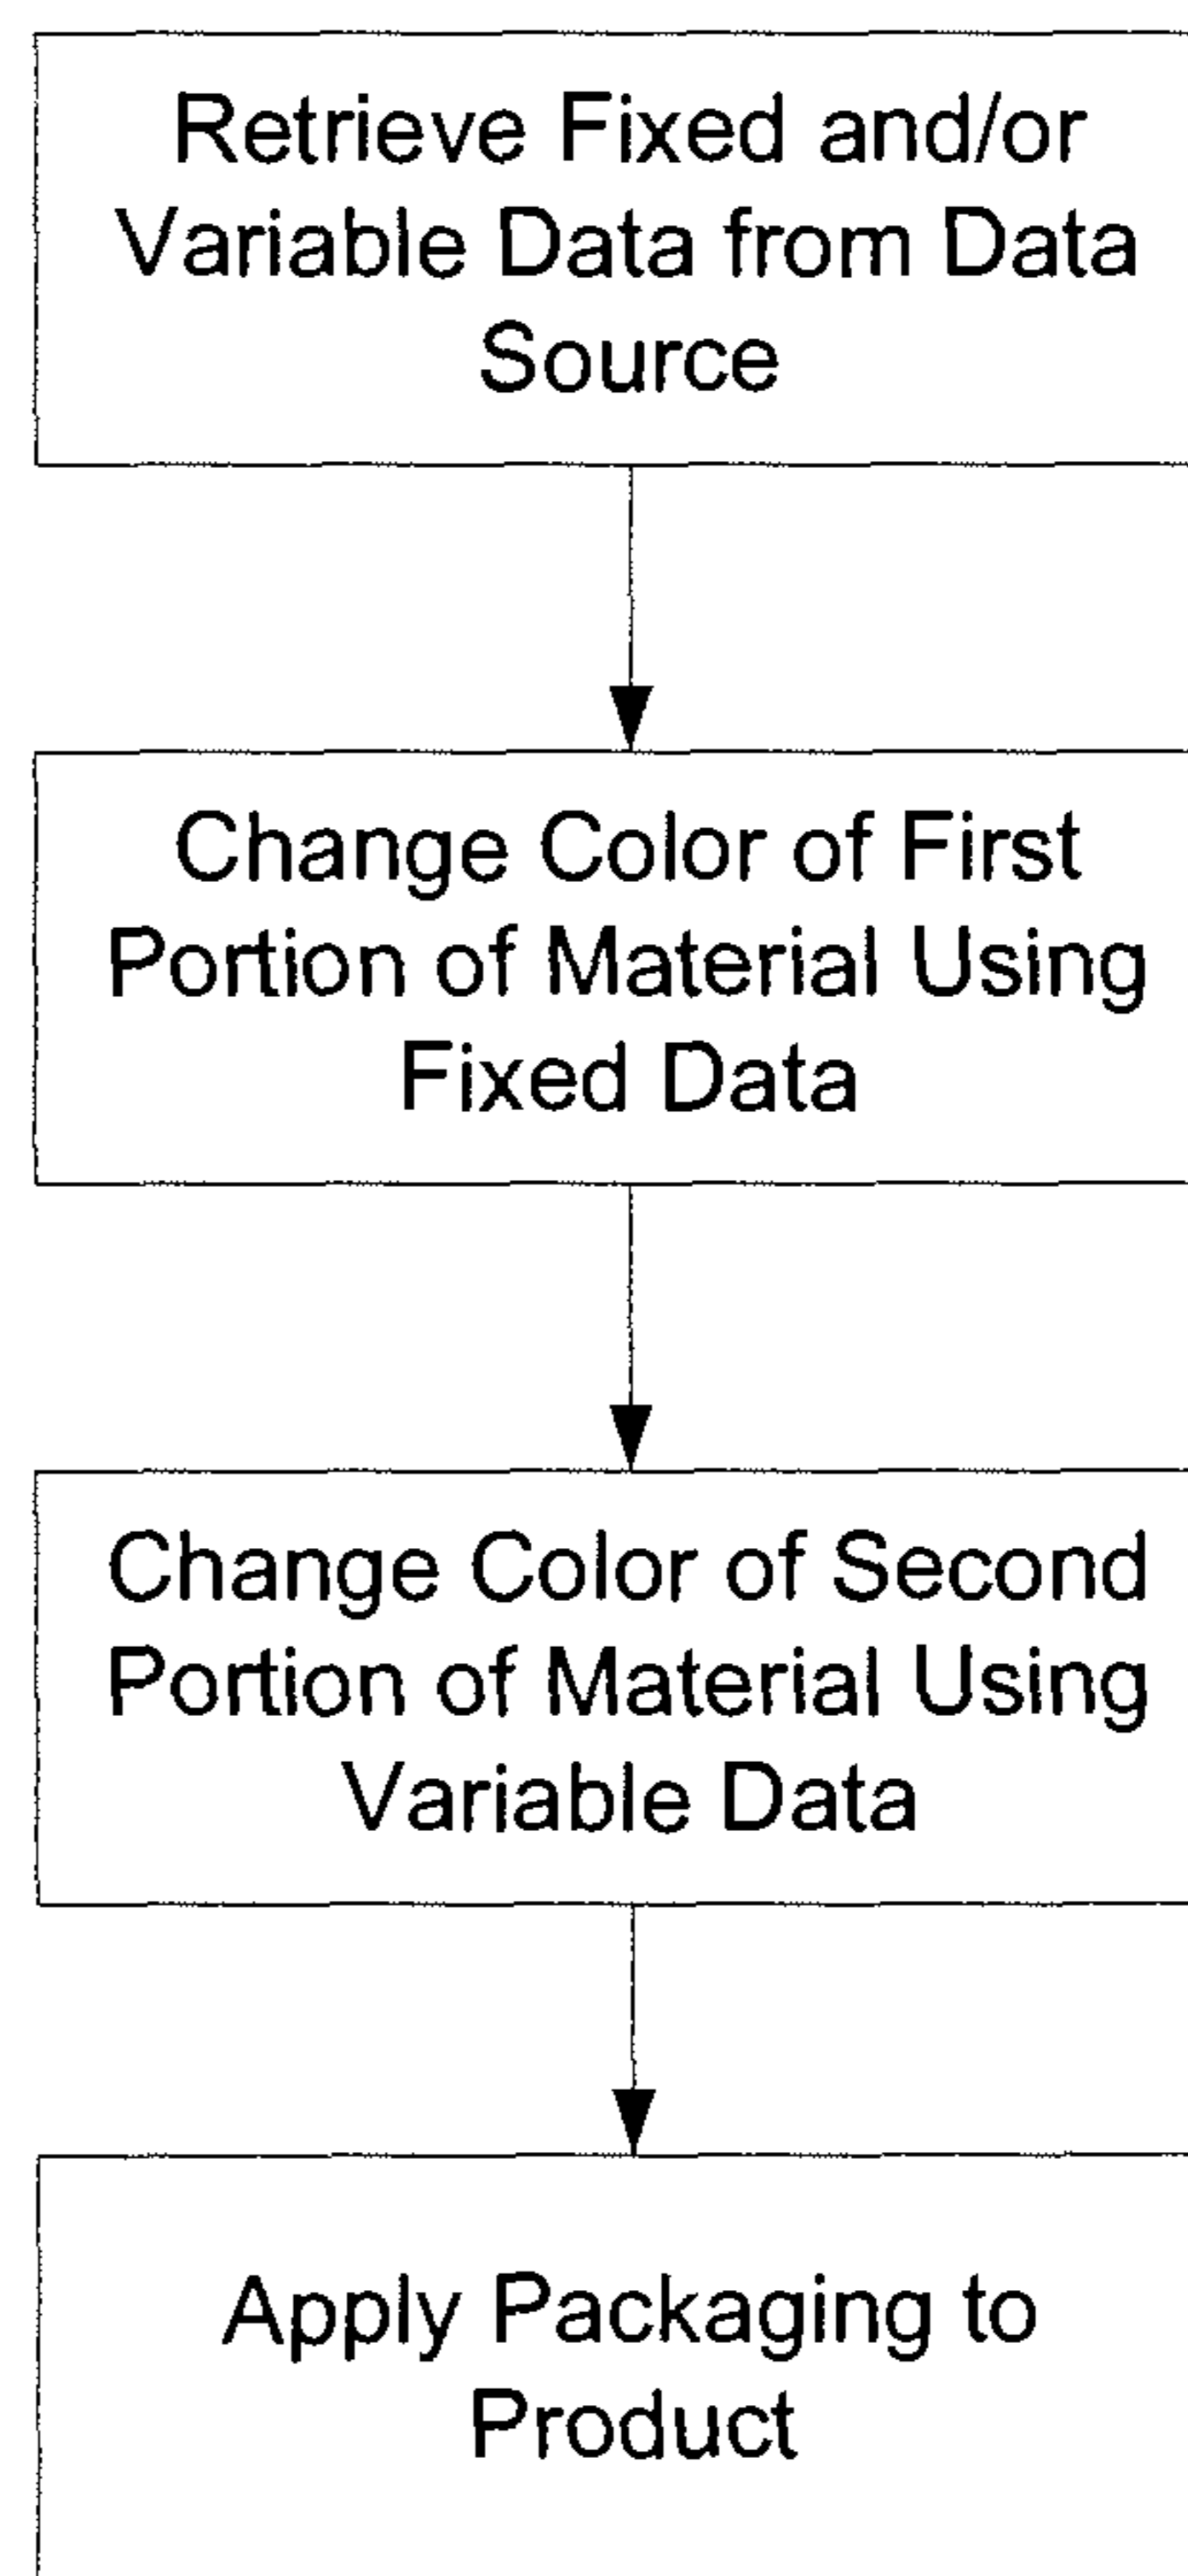 Retrieve Fixed and/or
Variable Data from Data
Source
Change Color of First
Portion of Material Using
Fixed Data
Change Color of Second
Portion of Material Using
Variable Data
Apply Packaging to
Product